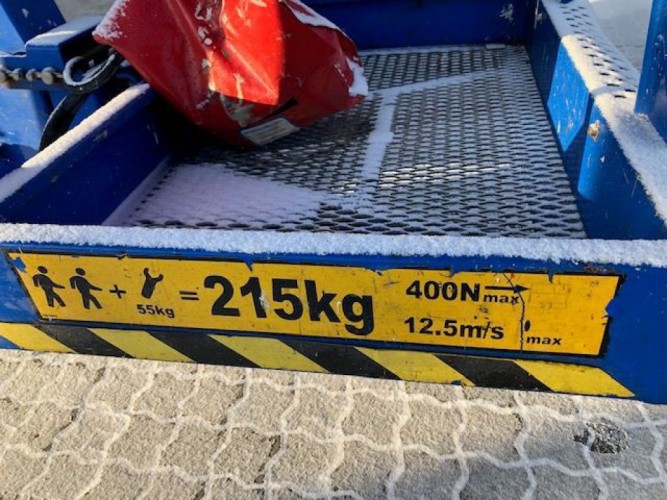 + 55kg = 215kg
400N max
12.5m/s max